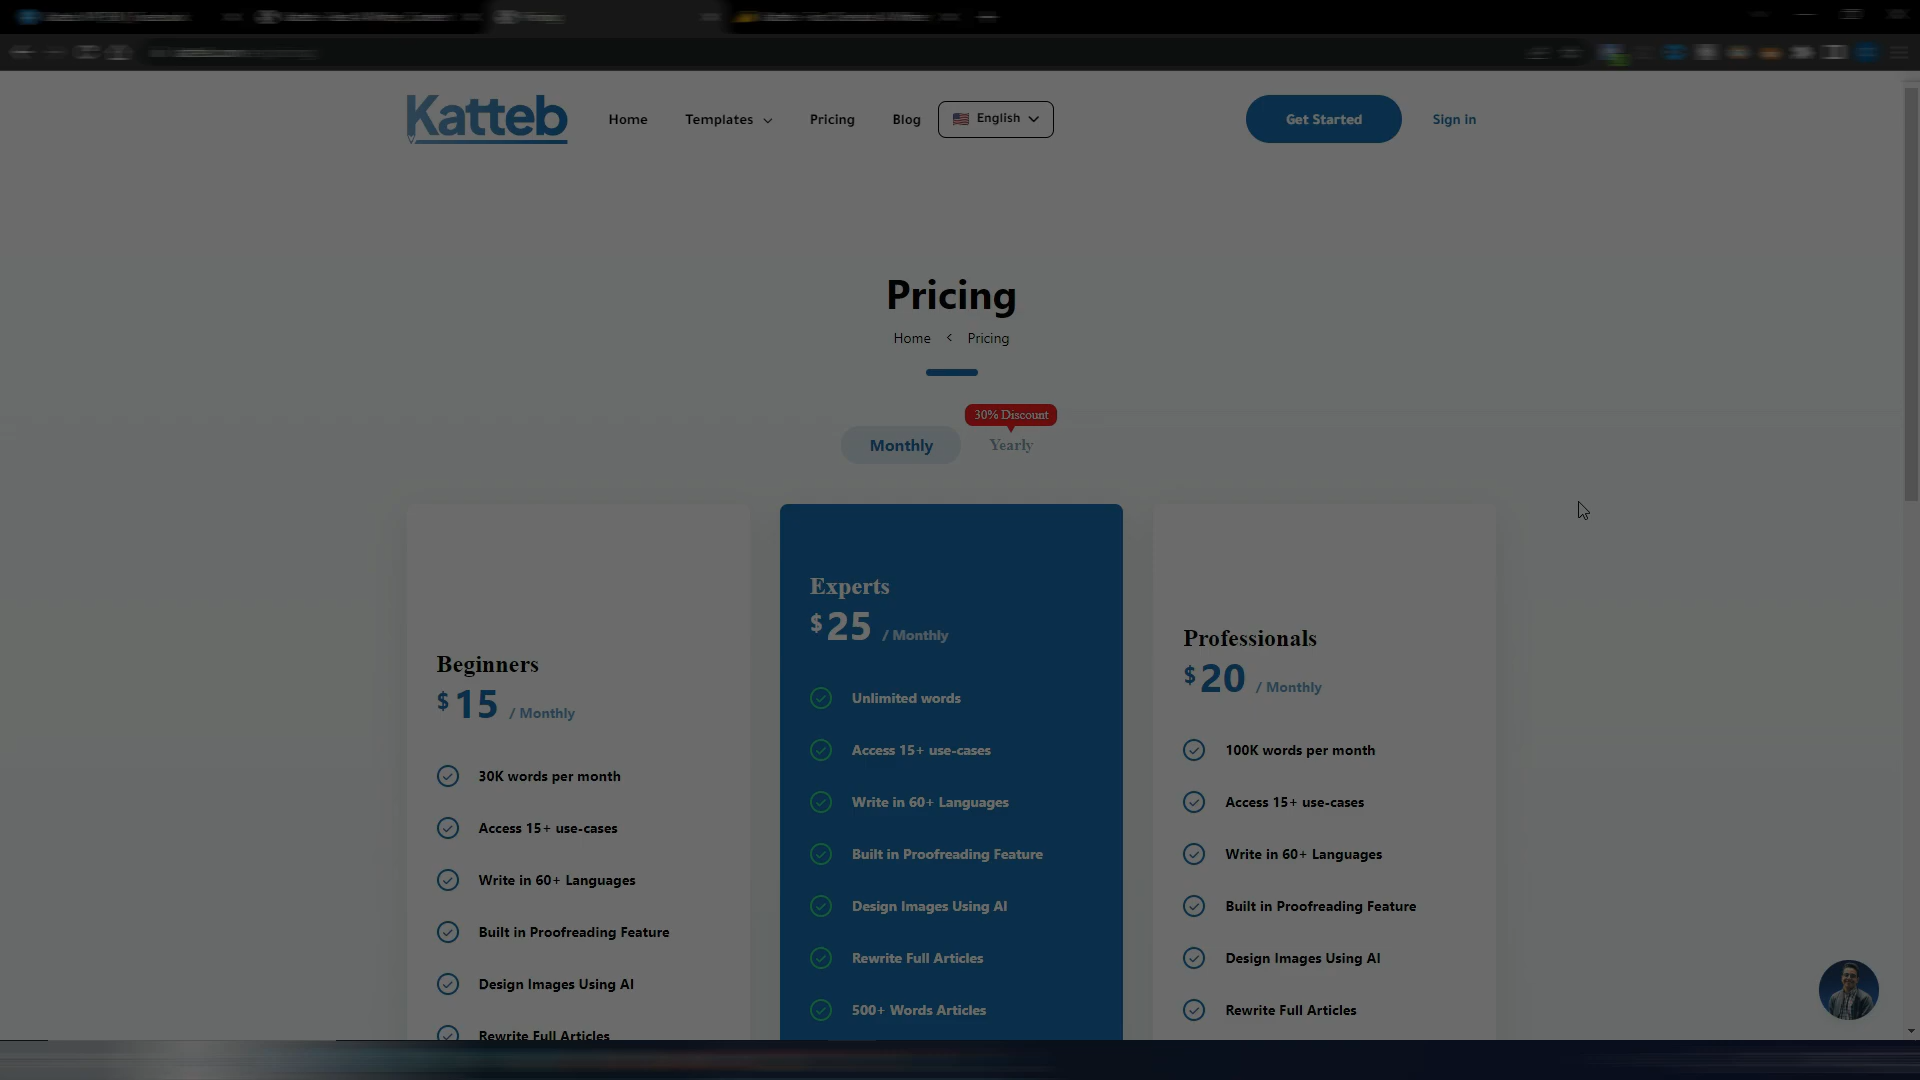 Katteb
Home
Templates
Pricing
Blog
English
Get Started
Sign in
Pricing
Home < Pricing
30% Discount
Monthly
Yearly
Beginners
$15 / Monthly
30K words per month
Access 15+ use-cases
Write in 60+ Languages
Built in Proofreading Feature
Design Images Using AI
Rewrite Full Articles
Experts
$25 / Monthly
Unlimited words
Access 15+ use-cases
Write in 60+ Languages
Built in Proofreading Feature
Design Images Using AI
Rewrite Full Articles
500+ Words Articles
Professionals
$20 / Monthly
100K words per month
Access 15+ use-cases
Write in 60+ Languages
Built in Proofreading Feature
Design Images Using AI
Rewrite Full Articles